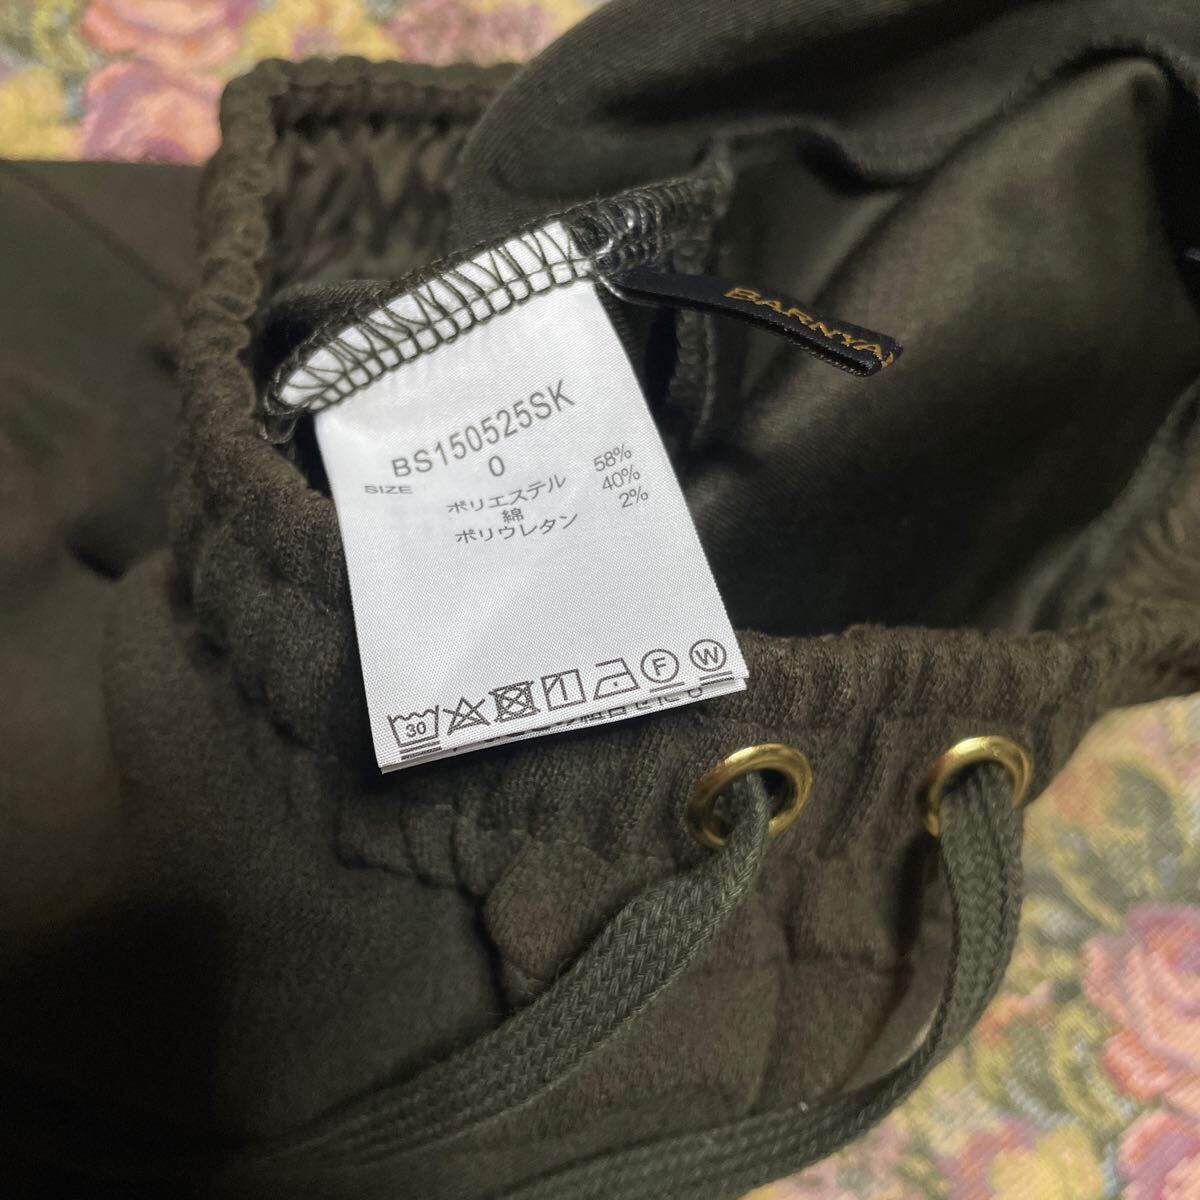 BARNYA
BS150525SK
SIZE 0
ポリエステル 58%
綿 40%
ポリウレタン 2%
30
F
W